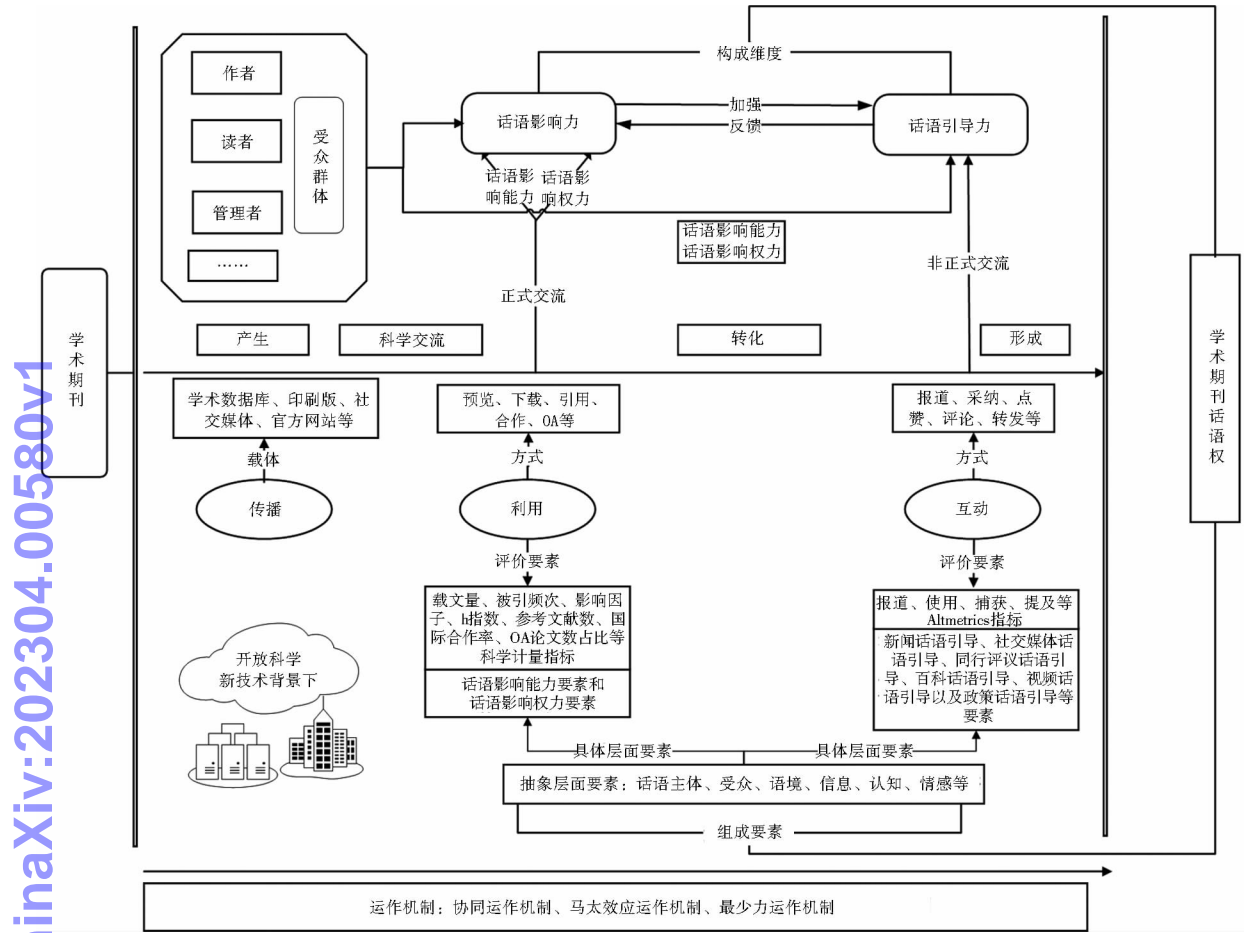 构成维度
作者
读者
管理者
……
受众群体
话语影响力
加强
反馈
话语引导力
话语影
响能力
话语影
响权力
话语影响能力
话语影响权力
正式交流
非正式交流
产生
科学交流
转化
形成
学术期刊
学术期刊话语权
学术数据库、印刷版、社
交媒体、官方网站等
预览、下载、引用、
合作、OA等
报道、采纳、点
赞、评论、转发等
载体
方式
方式
传播
利用
互动
评价要素
评价要素
载文量、被引频次、影响因
子、h指数、参考文献数、国
际合作率、OA论文数占比等
科学计量指标
话语影响能力要素和
话语影响权力要素
报道、使用、捕获、提及等
Altmetrics指标
新闻话语引导、社交媒体话
语引导、同行评议话语引
导、百科话语引导、视频话
语引导以及政策话语引导等
要素
开放科学
新技术背景下
具体层面要素
具体层面要素
抽象层面要素：话语主体、受众、语境、信息、认知、情感等
组成要素
运作机制：协同运作机制、马太效应运作机制、最少力运作机制
inaXiv:202304.00580v1